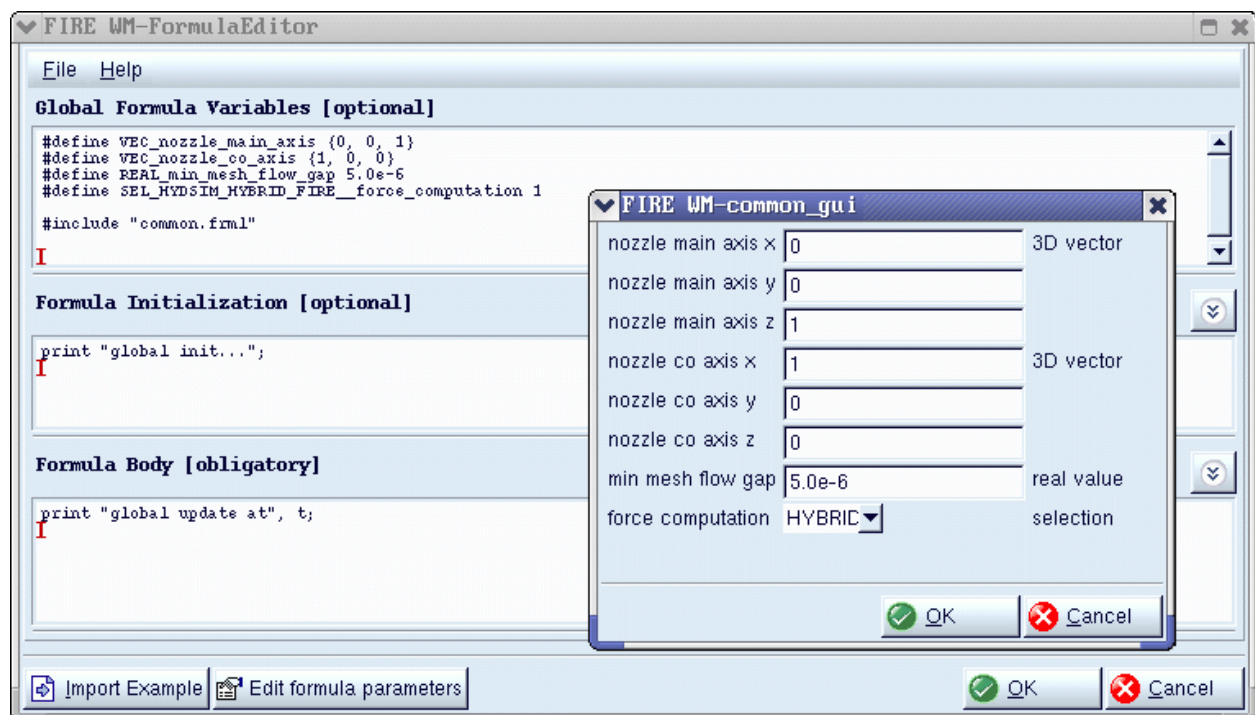 FIRE WM-FormulaEditor
File Help
Global Formula Variables [optional]
#define VEC_nozzle_main_axis {0, 0, 1}
#define VEC_nozzle_co_axis {1, 0, 0}
#define REAL_min_mesh_flow_gap 5.0e-6
#define SEL_HYDSIM_HYBRID_FIRE__force_computation 1
#include "common.frml"
Formula Initialization [optional]
print "global init...";
Formula Body [obligatory]
print "global update at", t;
FIRE WM-common_gui
nozzle main axis x 0 3D vector
nozzle main axis y 0
nozzle main axis z 1
nozzle co axis x 1 3D vector
nozzle co axis y 0
nozzle co axis z 0
min mesh flow gap 5.0e-6 real value
force computation HYBRID selection
OK Cancel
Import Example Edit formula parameters OK Cancel